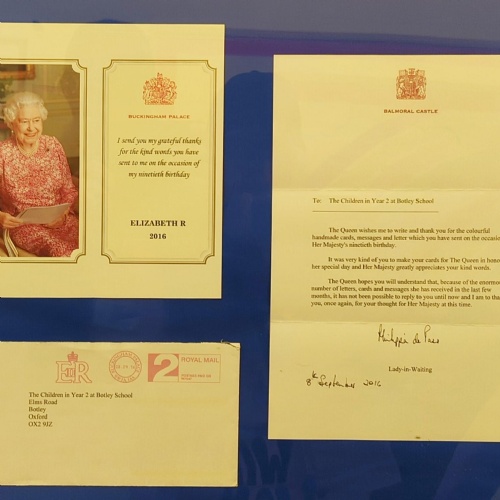 BUCKINGHAM PALACE
I send you my grateful thanks
for the kind words you have
sent to me on the occasion of
my ninetieth birthday
ELIZABETH R
2016
BALMORAL CASTLE
To: The Children in Year 2 at Botley School
The Queen wishes me to write and thank you for the colourful
handmade cards, messages and letter which you have sent on the occasion
Her Majesty's ninetieth birthday.
It was very kind of you to make your cards for The Queen in hono
her special day and Her Majesty greatly appreciates your kind words.
The Queen hopes you will understand that, because of the enormou
number of letters, cards and messages she has received in the last few
months, it has not been possible to reply to you until now and I am to tha
you, once again, for your thought for Her Majesty at this time.
Philippa de Pass
Lady-in-Waiting
8th September 2016
EIIR
2 ROYAL MAIL
The Children in Year 2 at Botley School
Elms Road
Botley
Oxford
OX2 9JZ